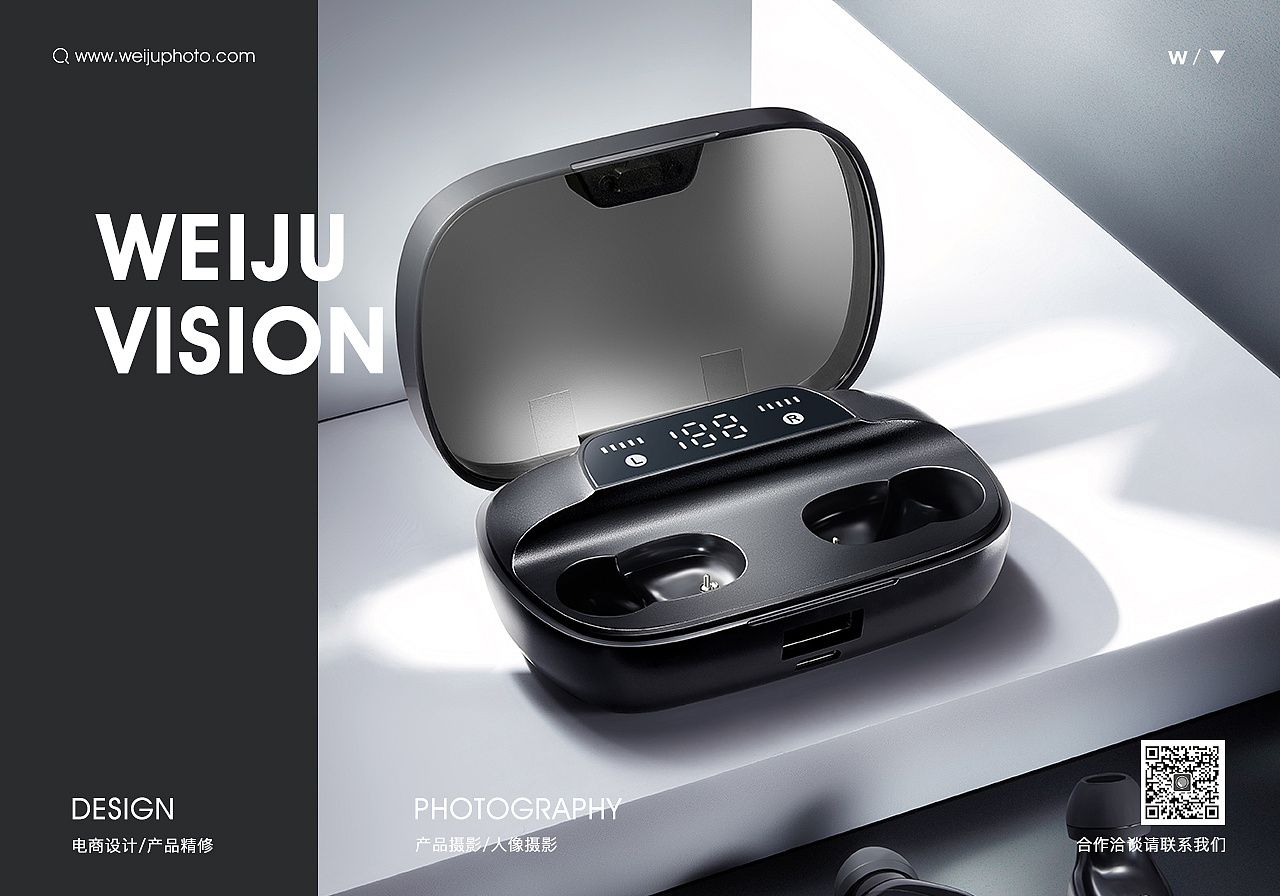 www.weijuphoto.com
W / ▼
WEIJU
VISION
188
L
R
DESIGN
电商设计/产品精修
PHOTOGRAPHY
产品摄影/人像摄影
合作洽谈请联系我们